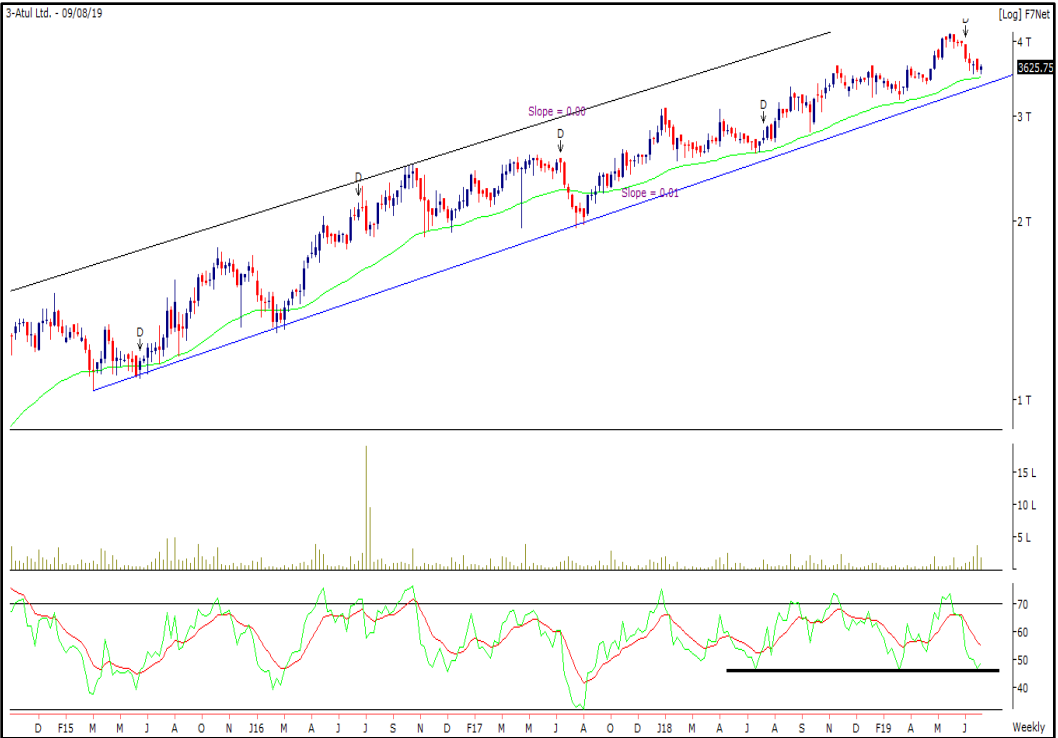 3-Atul Ltd. - 09/08/19
[Log] F7Net
D
4 T
3625.75
Slope = 0.00
3 T
D
D
D
Slope = 0.01
2 T
D
1 T
15 L
10 L
5 L
70
60
50
40
D F15 M M J A O N J16 M A J J S N D F17 M M J A O D J18 M A J A S N D F19 A M J Weekly